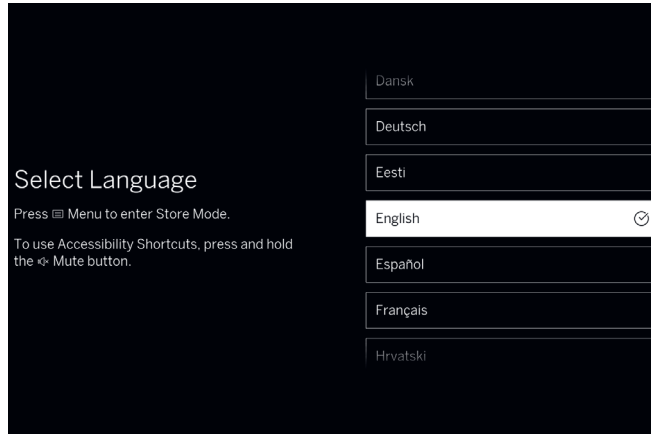 Select Language
Press Menu to enter Store Mode.
To use Accessibility Shortcuts, press and hold
the Mute button.
Dansk
Deutsch
Eesti
English
Español
Français
Hrvatski